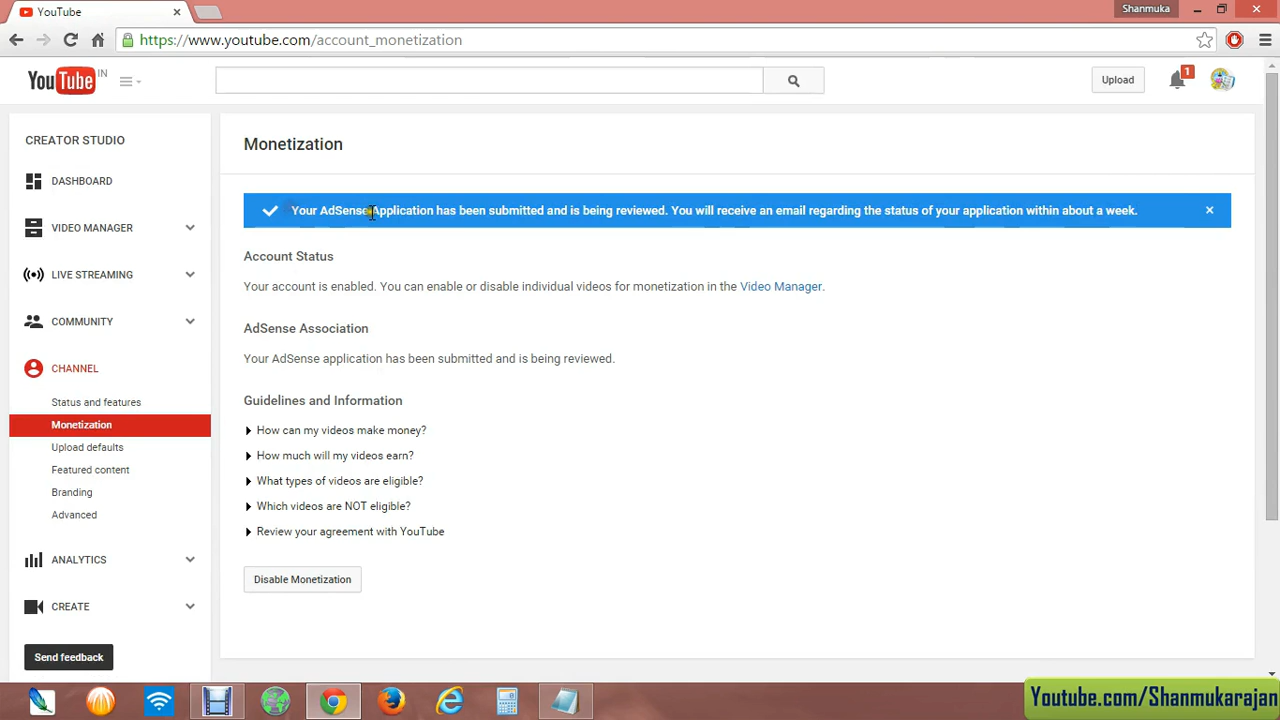 YouTube
Shanmuka
https://www.youtube.com/account_monetization
YouTube IN
Upload
1
CREATOR STUDIO
DASHBOARD
VIDEO MANAGER
LIVE STREAMING
COMMUNITY
CHANNEL
Status and features
Monetization
Upload defaults
Featured content
Branding
Advanced
ANALYTICS
CREATE
Send feedback
Monetization
Your AdSense Application has been submitted and is being reviewed. You will receive an email regarding the status of your application within about a week.
Account Status
Your account is enabled. You can enable or disable individual videos for monetization in the Video Manager.
AdSense Association
Your AdSense application has been submitted and is being reviewed.
Guidelines and Information
How can my videos make money?
How much will my videos earn?
What types of videos are eligible?
Which videos are NOT eligible?
Review your agreement with YouTube
Disable Monetization
Youtube.com/Shanmukarajan